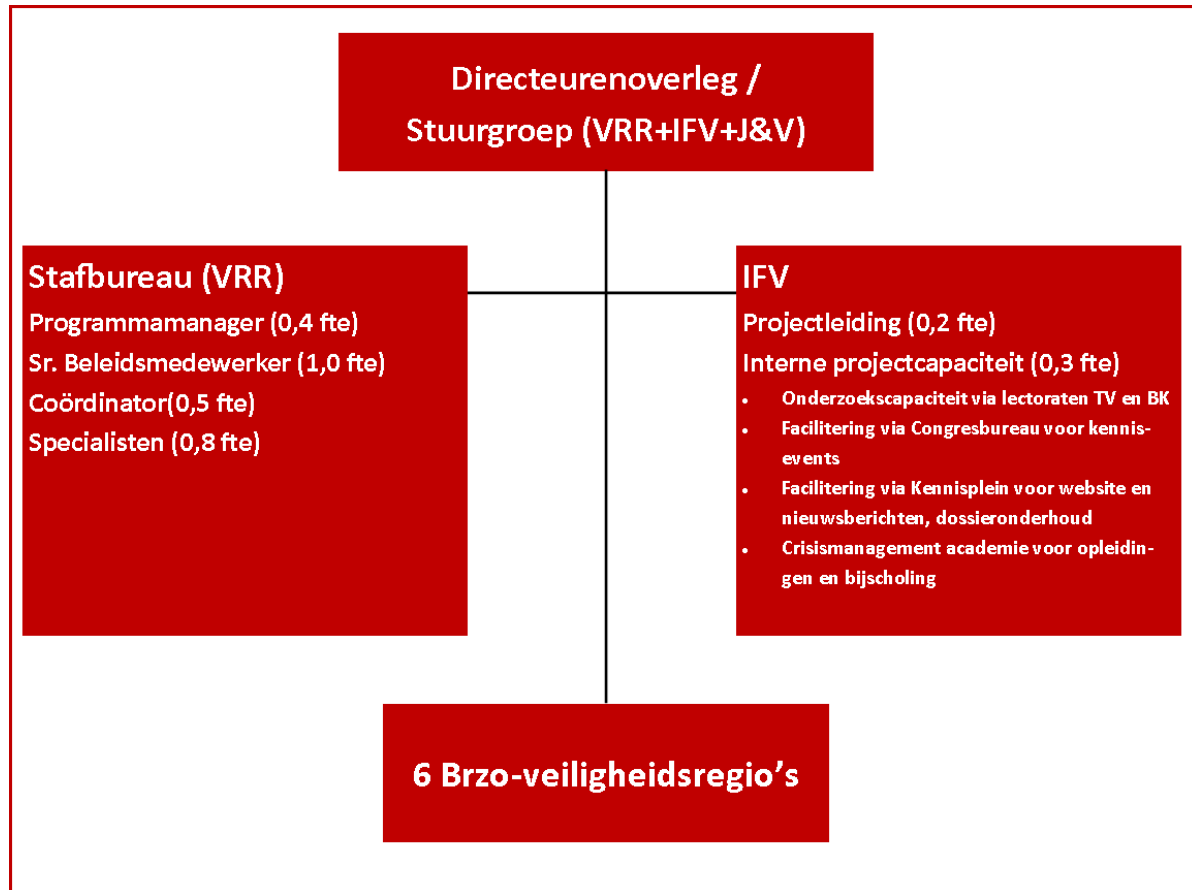 Directeurenoverleg /
Stuurgroep (VRR+IFV+J&V)
Stafbureau (VRR)
Programmamanager (0,4 fte)
Sr. Beleidsmedewerker (1,0 fte)
Coördinator(0,5 fte)
Specialisten (0,8 fte)
IFV
Projectleiding (0,2 fte)
Interne projectcapaciteit (0,3 fte)
• Onderzoekscapaciteit via lectoraten TV en BK
• Facilitering via Congresbureau voor kennis-
events
• Facilitering via Kennisplein voor website en
nieuwsberichten, dossieronderhoud
• Crisismanagement academie voor opleidin-
gen en bijscholing
6 Brzo-veiligheidsregio’s